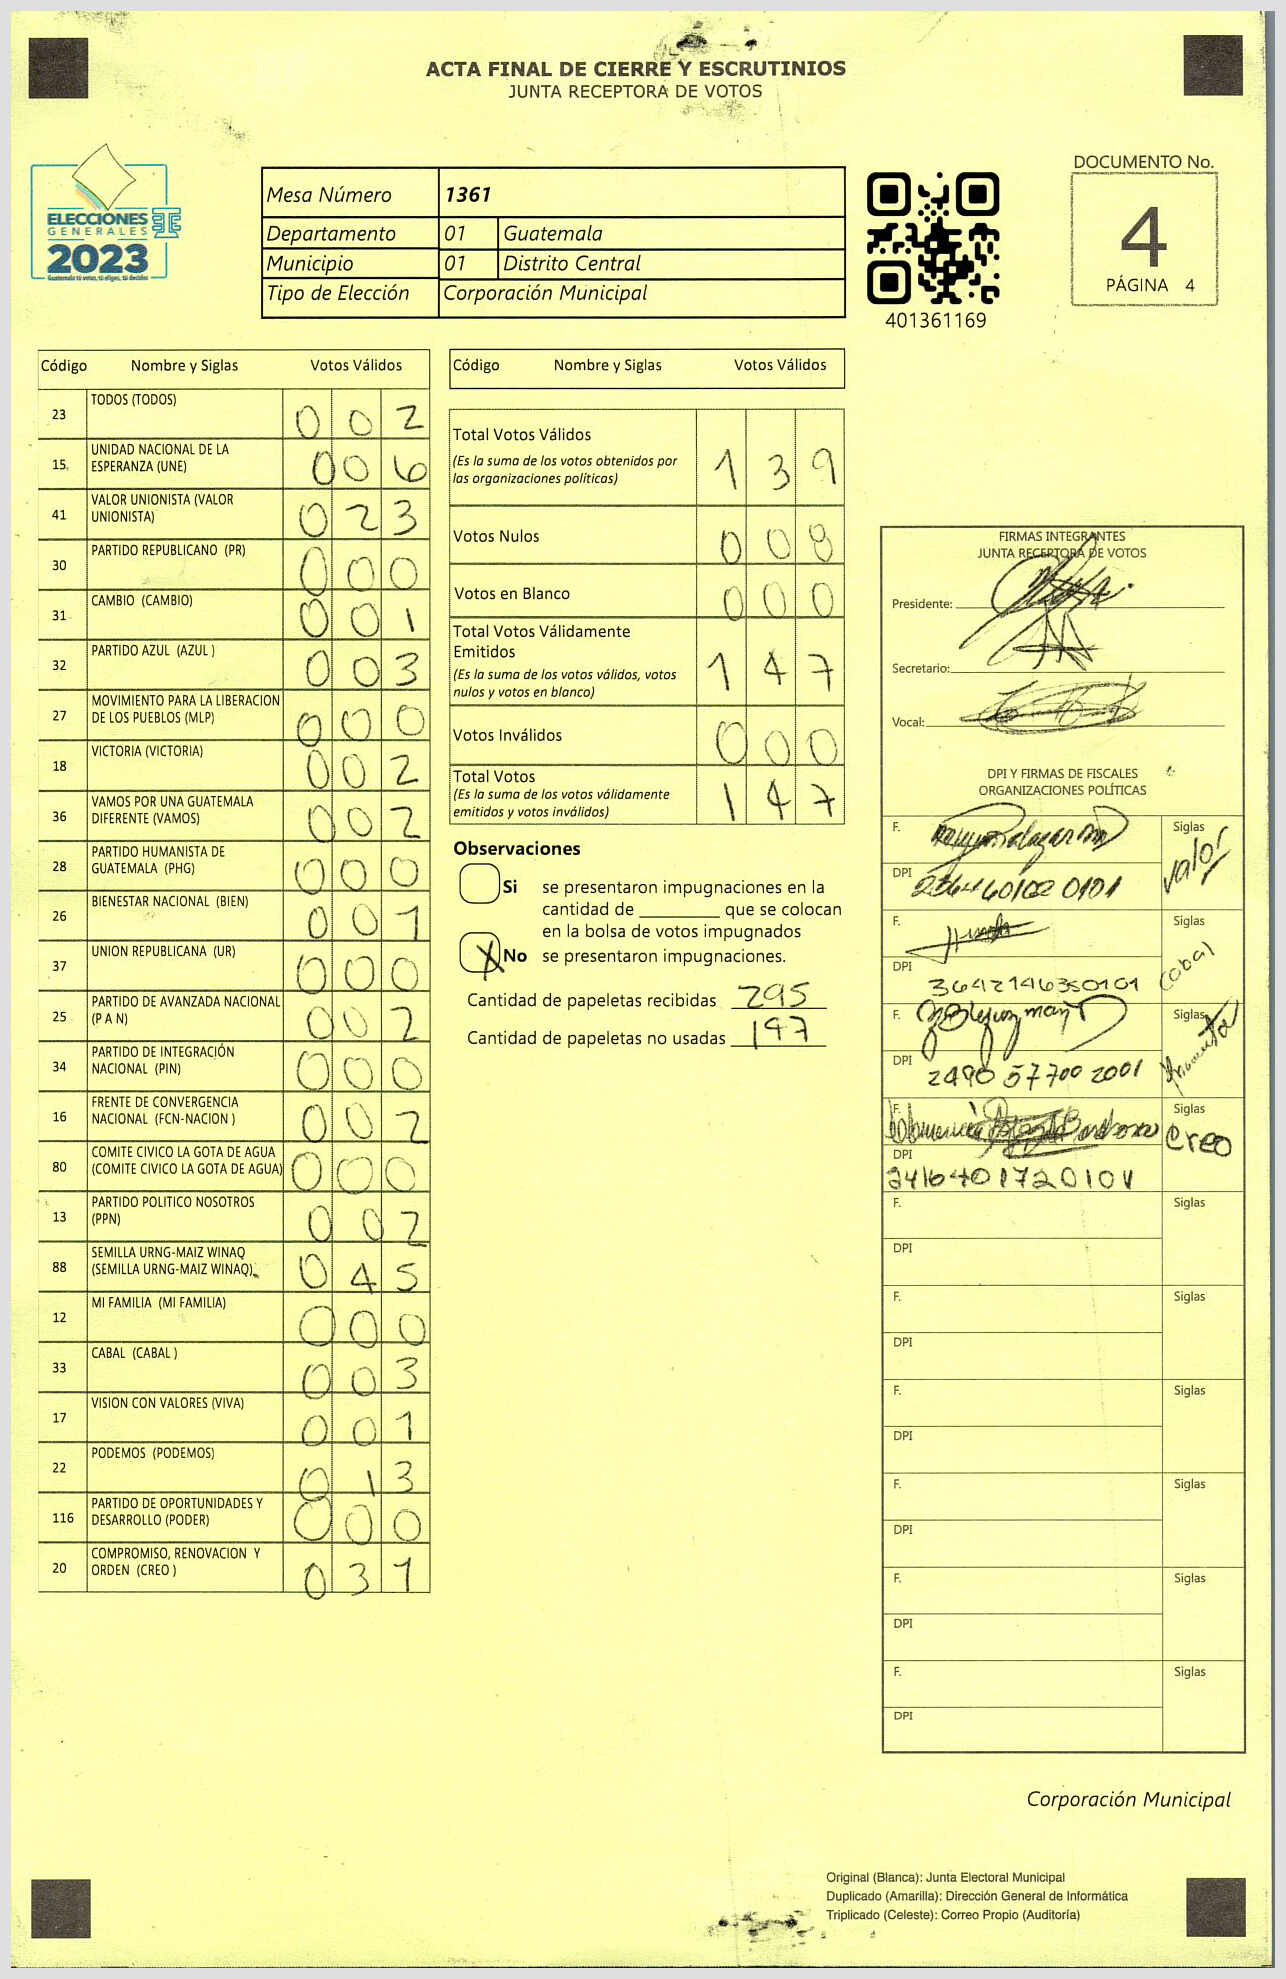 ACTA FINAL DE CIERRE Y ESCRUTINIOS
JUNTA RECEPTORA DE VOTOS
ELECCIONES
GENERALES
2023
Guatemala tú votas, tú eliges, tú decides
Mesa Número 1361
Departamento 01 Guatemala
Municipio 01 Distrito Central
Tipo de Elección Corporación Municipal
401361169
DOCUMENTO No.
4
PÁGINA 4
Código Nombre y Siglas Votos Válidos
23 TODOS (TODOS) 0 0 2
15 UNIDAD NACIONAL DE LA
ESPERANZA (UNE) 0 0 6
41 VALOR UNIONISTA (VALOR
UNIONISTA) 0 2 3
30 PARTIDO REPUBLICANO (PR) 0 0 0
31 CAMBIO (CAMBIO) 0 0 1
32 PARTIDO AZUL (AZUL ) 0 0 3
27 MOVIMIENTO PARA LA LIBERACION
DE LOS PUEBLOS (MLP) 0 0 0
18 VICTORIA (VICTORIA) 0 0 2
36 VAMOS POR UNA GUATEMALA
DIFERENTE (VAMOS) 0 0 2
28 PARTIDO HUMANISTA DE
GUATEMALA (PHG) 0 0 0
26 BIENESTAR NACIONAL (BIEN) 0 0 1
37 UNION REPUBLICANA (UR) 0 0 0
25 PARTIDO DE AVANZADA NACIONAL
(P A N) 0 0 2
34 PARTIDO DE INTEGRACIÓN
NACIONAL (PIN) 0 0 0
16 FRENTE DE CONVERGENCIA
NACIONAL (FCN-NACION ) 0 0 2
80 COMITE CIVICO LA GOTA DE AGUA
(COMITE CIVICO LA GOTA DE AGUA) 0 0 0
13 PARTIDO POLITICO NOSOTROS
(PPN) 0 0 2
88 SEMILLA URNG-MAIZ WINAQ
(SEMILLA URNG-MAIZ WINAQ) 0 4 5
12 MI FAMILIA (MI FAMILIA) 0 0 0
33 CABAL (CABAL ) 0 0 3
17 VISION CON VALORES (VIVA) 0 0 1
22 PODEMOS (PODEMOS) 0 1 3
116 PARTIDO DE OPORTUNIDADES Y
DESARROLLO (PODER) 0 0 0
20 COMPROMISO, RENOVACION Y
ORDEN (CREO ) 0 3 1
Código Nombre y Siglas Votos Válidos
Total Votos Válidos 1 3 9
(Es la suma de los votos obtenidos por
las organizaciones políticas)
Votos Nulos 0 0 8
Votos en Blanco 0 0 0
Total Votos Válidamente
Emitidos 1 4 7
(Es la suma de los votos válidos, votos
nulos y votos en blanco)
Votos Inválidos 0 0 0
Total Votos 1 4 7
(Es la suma de los votos válidamente
emitidos y votos inválidos)
Observaciones
Si se presentaron impugnaciones en la
cantidad de ________ que se colocan
en la bolsa de votos impugnados
X No se presentaron impugnaciones.
Cantidad de papeletas recibidas 295
Cantidad de papeletas no usadas 147
FIRMAS INTEGRANTES
JUNTA RECEPTORA DE VOTOS
Presidente:
Secretario:
Vocal:
DPI Y FIRMAS DE FISCALES
ORGANIZACIONES POLÍTICAS
F. Siglas
Valor
DPI 2364 60102 0101
F. Siglas
Cabal
DPI 3642146350101
F. Siglas
DPI 2490 57700 2001
F. Siglas
Creo
DPI
F. Siglas
DPI
F. Siglas
DPI
F. Siglas
DPI
F. Siglas
DPI
F. Siglas
DPI
F. Siglas
DPI
Corporación Municipal
Original (Blanca): Junta Electoral Municipal
Duplicado (Amarilla): Dirección General de Informática
Triplicado (Celeste): Correo Propio (Auditoría)